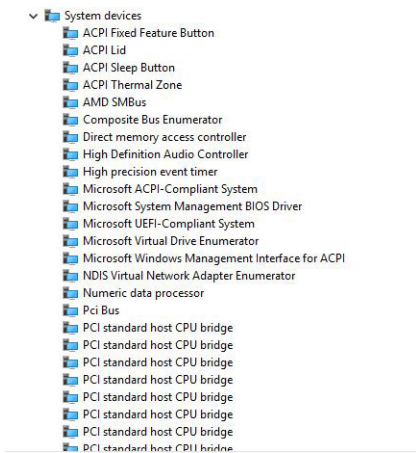 System devices
ACPI Fixed Feature Button
ACPI Lid
ACPI Sleep Button
ACPI Thermal Zone
AMD SMBus
Composite Bus Enumerator
Direct memory access controller
High Definition Audio Controller
High precision event timer
Microsoft ACPI-Compliant System
Microsoft System Management BIOS Driver
Microsoft UEFI-Compliant System
Microsoft Virtual Drive Enumerator
Microsoft Windows Management Interface for ACPI
NDIS Virtual Network Adapter Enumerator
Numeric data processor
Pci Bus
PCI standard host CPU bridge
PCI standard host CPU bridge
PCI standard host CPU bridge
PCI standard host CPU bridge
PCI standard host CPU bridge
PCI standard host CPU bridge
PCI standard host CPU bridge
PCI standard host CPU bridge